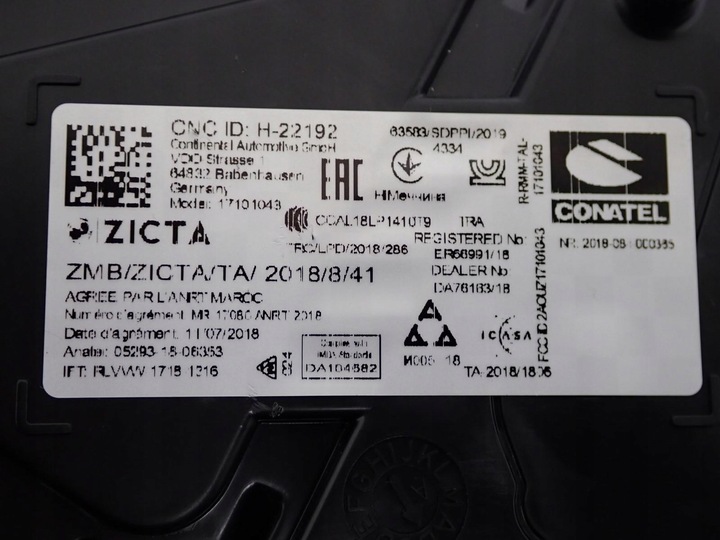 CNC ID: H-22192
Continental Automotive GmbH
VDO Strasse 1
64832 Babenhausen
Germany
Model: 17101043
63583/SDPPI/2019
4334
EAC
Німеччина
R-RMM-TAL-
17101043
CONATEL
NR: 2018-08-I-000385
ZICTA
CCAL18LP1410T9
TRC/LPD/2018/286
TRA
REGISTERED No:
ER66991/18
DEALER No:
DA76163/18
FCC ID:2AOUZ17101043
ZMB/ZICTA/TA/ 2018/8/41
AGREE PAR L'ANRT MAROC
Numéro d'agrément: MR 17080 ANRT 2018
Date d'agrément: 11/07/2018
Anatel: 05293-18-06353
IFT: RLVVW 1718-1316
Complies with
IMDA Standards
DA104682
N005 18
ICASA
TA-2018/1806